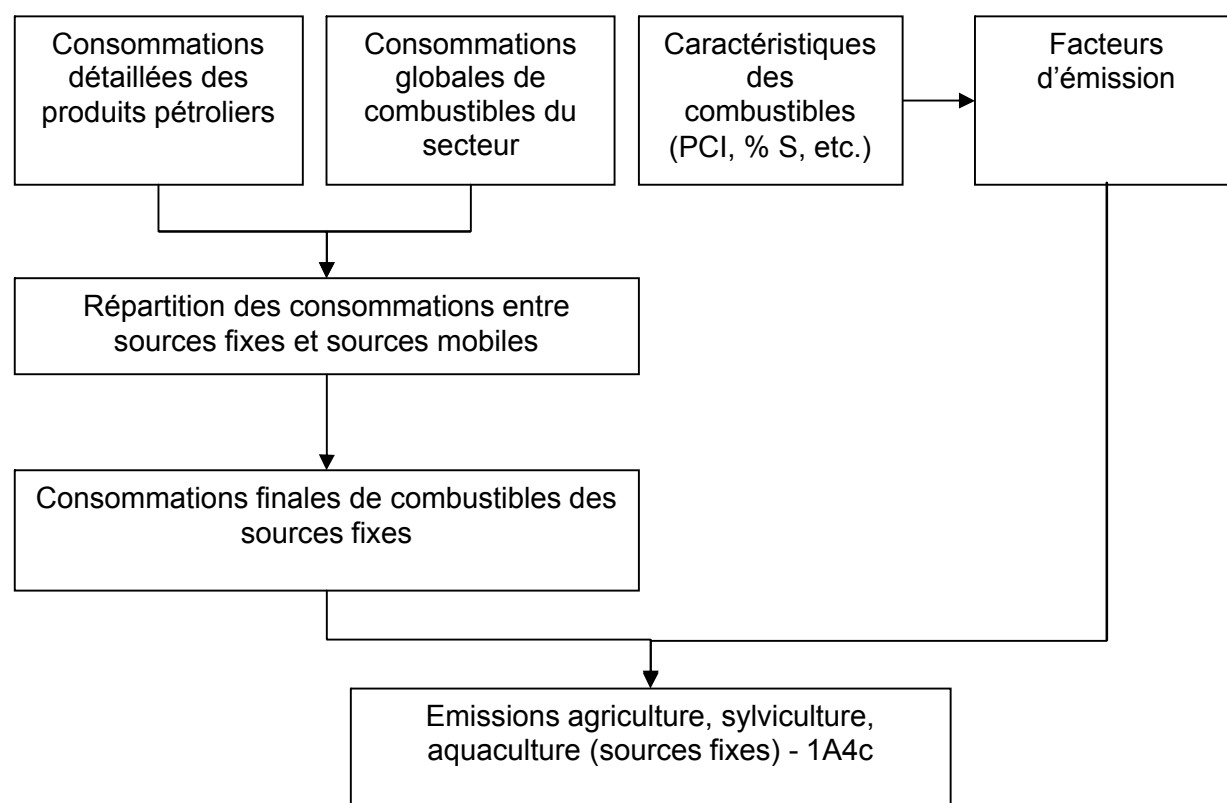 Consommations
détaillées des
produits pétroliers
Consommations
globales de
combustibles du
secteur
Caractéristiques
des
combustibles
(PCI, % S, etc.)
Facteurs
d’émission
Répartition des consommations entre
sources fixes et sources mobiles
Consommations finales de combustibles des
sources fixes
Emissions agriculture, sylviculture,
aquaculture (sources fixes) - 1A4c